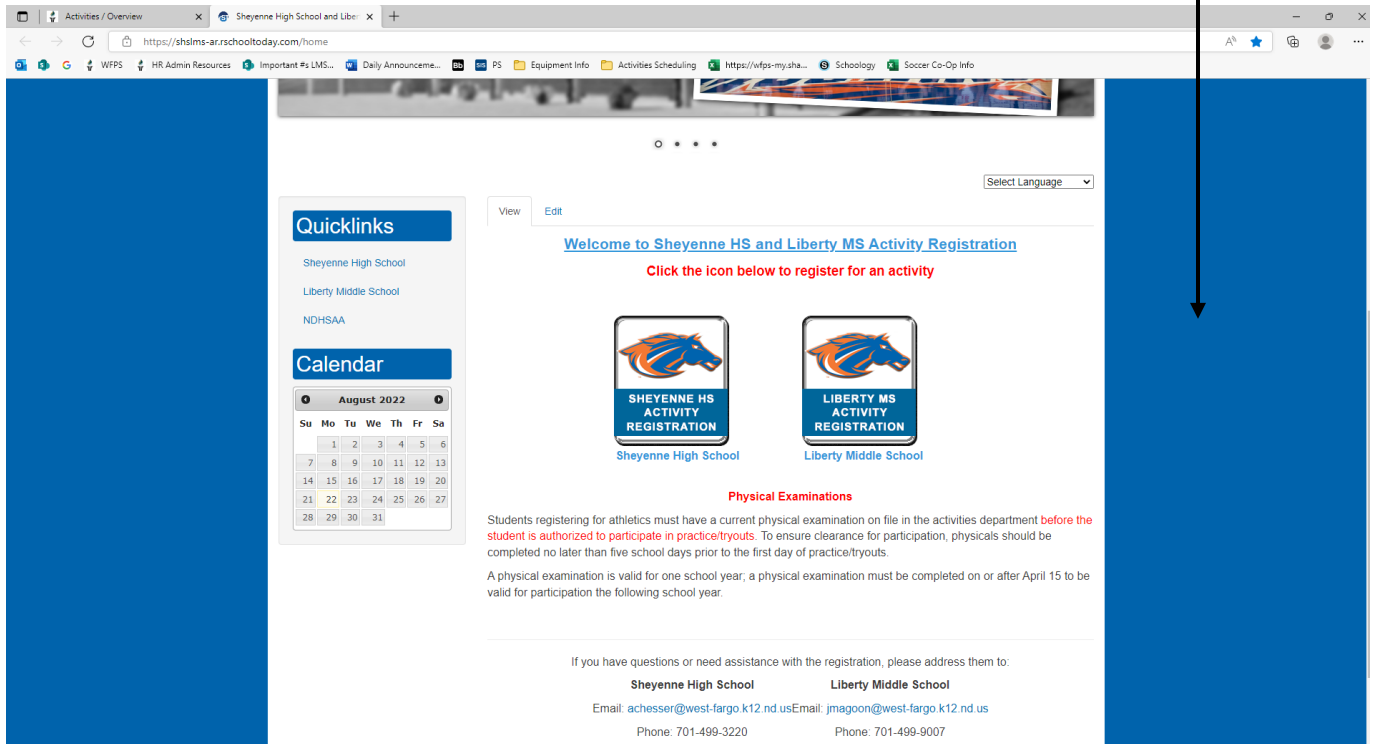 Activities / Overview
Sheyenne High School and Liber
https://shslms-ar.rschooltoday.com/home
WFPS
HR Admin Resources
Important #s LMS...
Daily Announceme...
Bb
SIS PS
Equipment Info
Activities Scheduling
https://wfps-my.sha...
Schoology
Soccer Co-Op Info
Select Language
Quicklinks
Sheyenne High School
Liberty Middle School
NDHSAA
Calendar
August 2022
Su Mo Tu We Th Fr Sa
1 2 3 4 5 6
7 8 9 10 11 12 13
14 15 16 17 18 19 20
21 22 23 24 25 26 27
28 29 30 31
View Edit
Welcome to Sheyenne HS and Liberty MS Activity Registration
Click the icon below to register for an activity
SHEYENNE HS
ACTIVITY
REGISTRATION
Sheyenne High School
LIBERTY MS
ACTIVITY
REGISTRATION
Liberty Middle School
Physical Examinations
Students registering for athletics must have a current physical examination on file in the activities department before the
student is authorized to participate in practice/tryouts. To ensure clearance for participation, physicals should be
completed no later than five school days prior to the first day of practice/tryouts.
A physical examination is valid for one school year; a physical examination must be completed on or after April 15 to be
valid for participation the following school year.
If you have questions or need assistance with the registration, please address them to:
Sheyenne High School Liberty Middle School
Email: achesser@west-fargo.k12.nd.usEmail: jmagoon@west-fargo.k12.nd.us
Phone: 701-499-3220 Phone: 701-499-9007